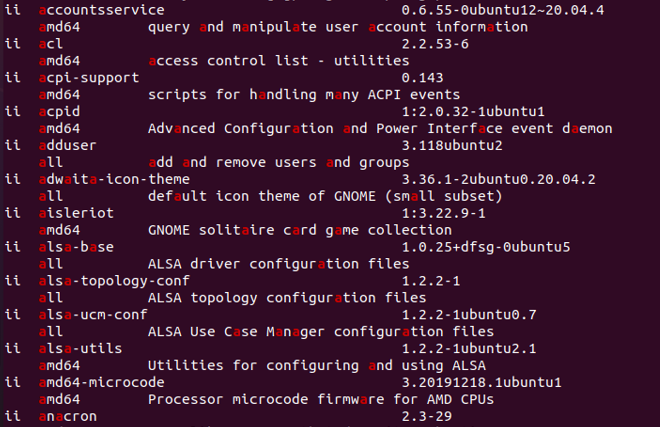 ii accountsservice 0.6.55-0ubuntu12~20.04.4
amd64 query and manipulate user account information
ii acl 2.2.53-6
amd64 access control list - utilities
ii acpi-support 0.143
amd64 scripts for handling many ACPI events
ii acpid 1:2.0.32-1ubuntu1
amd64 Advanced Configuration and Power Interface event daemon
ii adduser 3.118ubuntu2
all add and remove users and groups
ii adwaita-icon-theme 3.36.1-2ubuntu0.20.04.2
all default icon theme of GNOME (small subset)
ii aisleriot 1:3.22.9-1
amd64 GNOME solitaire card game collection
ii alsa-base 1.0.25+dfsg-0ubuntu5
all ALSA driver configuration files
ii alsa-topology-conf 1.2.2-1
all ALSA topology configuration files
ii alsa-ucm-conf 1.2.2-1ubuntu0.7
all ALSA Use Case Manager configuration files
ii alsa-utils 1.2.2-1ubuntu2.1
amd64 Utilities for configuring and using ALSA
ii amd64-microcode 3.20191218.1ubuntu1
amd64 Processor microcode firmware for AMD CPUs
ii anacron 2.3-29